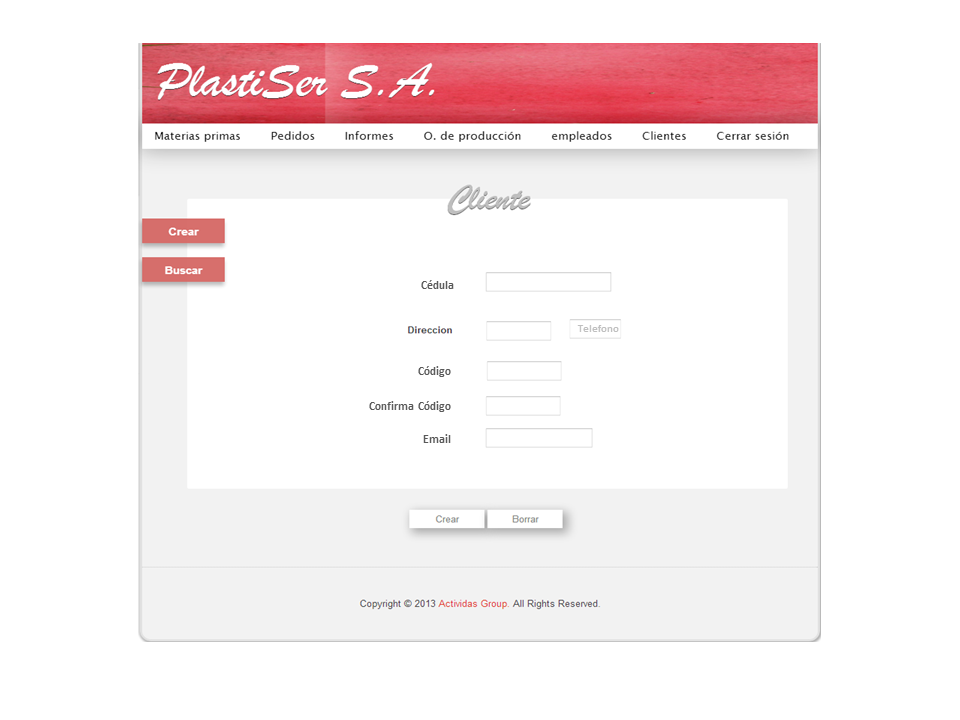 PlastiSer S.A.
Materias primas Pedidos Informes O. de producción empleados Clientes Cerrar sesión
Cliente
Crear
Buscar
Cédula
Direccion Telefono
Código
Confirma Código
Email
Crear Borrar
Copyright © 2013 Actividas Group. All Rights Reserved.